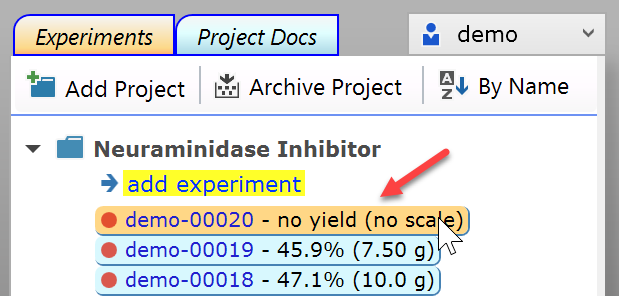 Experiments Project Docs demo
Add Project Archive Project AZ By Name
Neuraminidase Inhibitor
add experiment
demo-00020 - no yield (no scale)
demo-00019 - 45.9% (7.50 g)
demo-00018 - 47.1% (10.0 g)